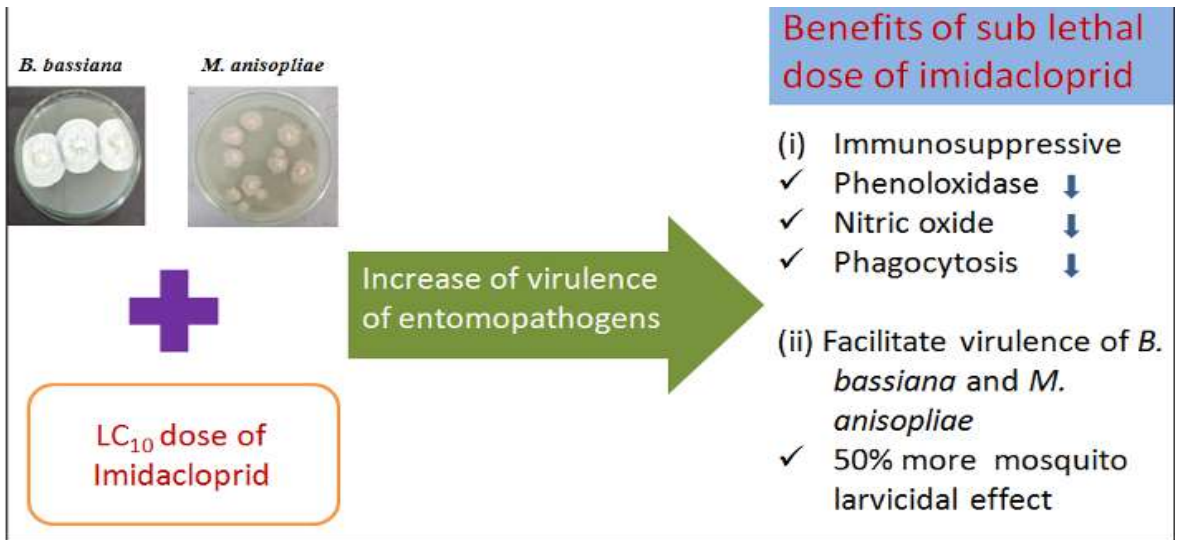 B. bassiana
M. anisopliae
LC10 dose of
Imidacloprid
Increase of virulence
of entomopathogens
Benefits of sub lethal
dose of imidacloprid
(i) Immunosuppressive
✓ Phenoloxidase ⬇
✓ Nitric oxide ⬇
✓ Phagocytosis ⬇
(ii) Facilitate virulence of B.
bassiana and M.
anisopliae
✓ 50% more mosquito
larvicidal effect